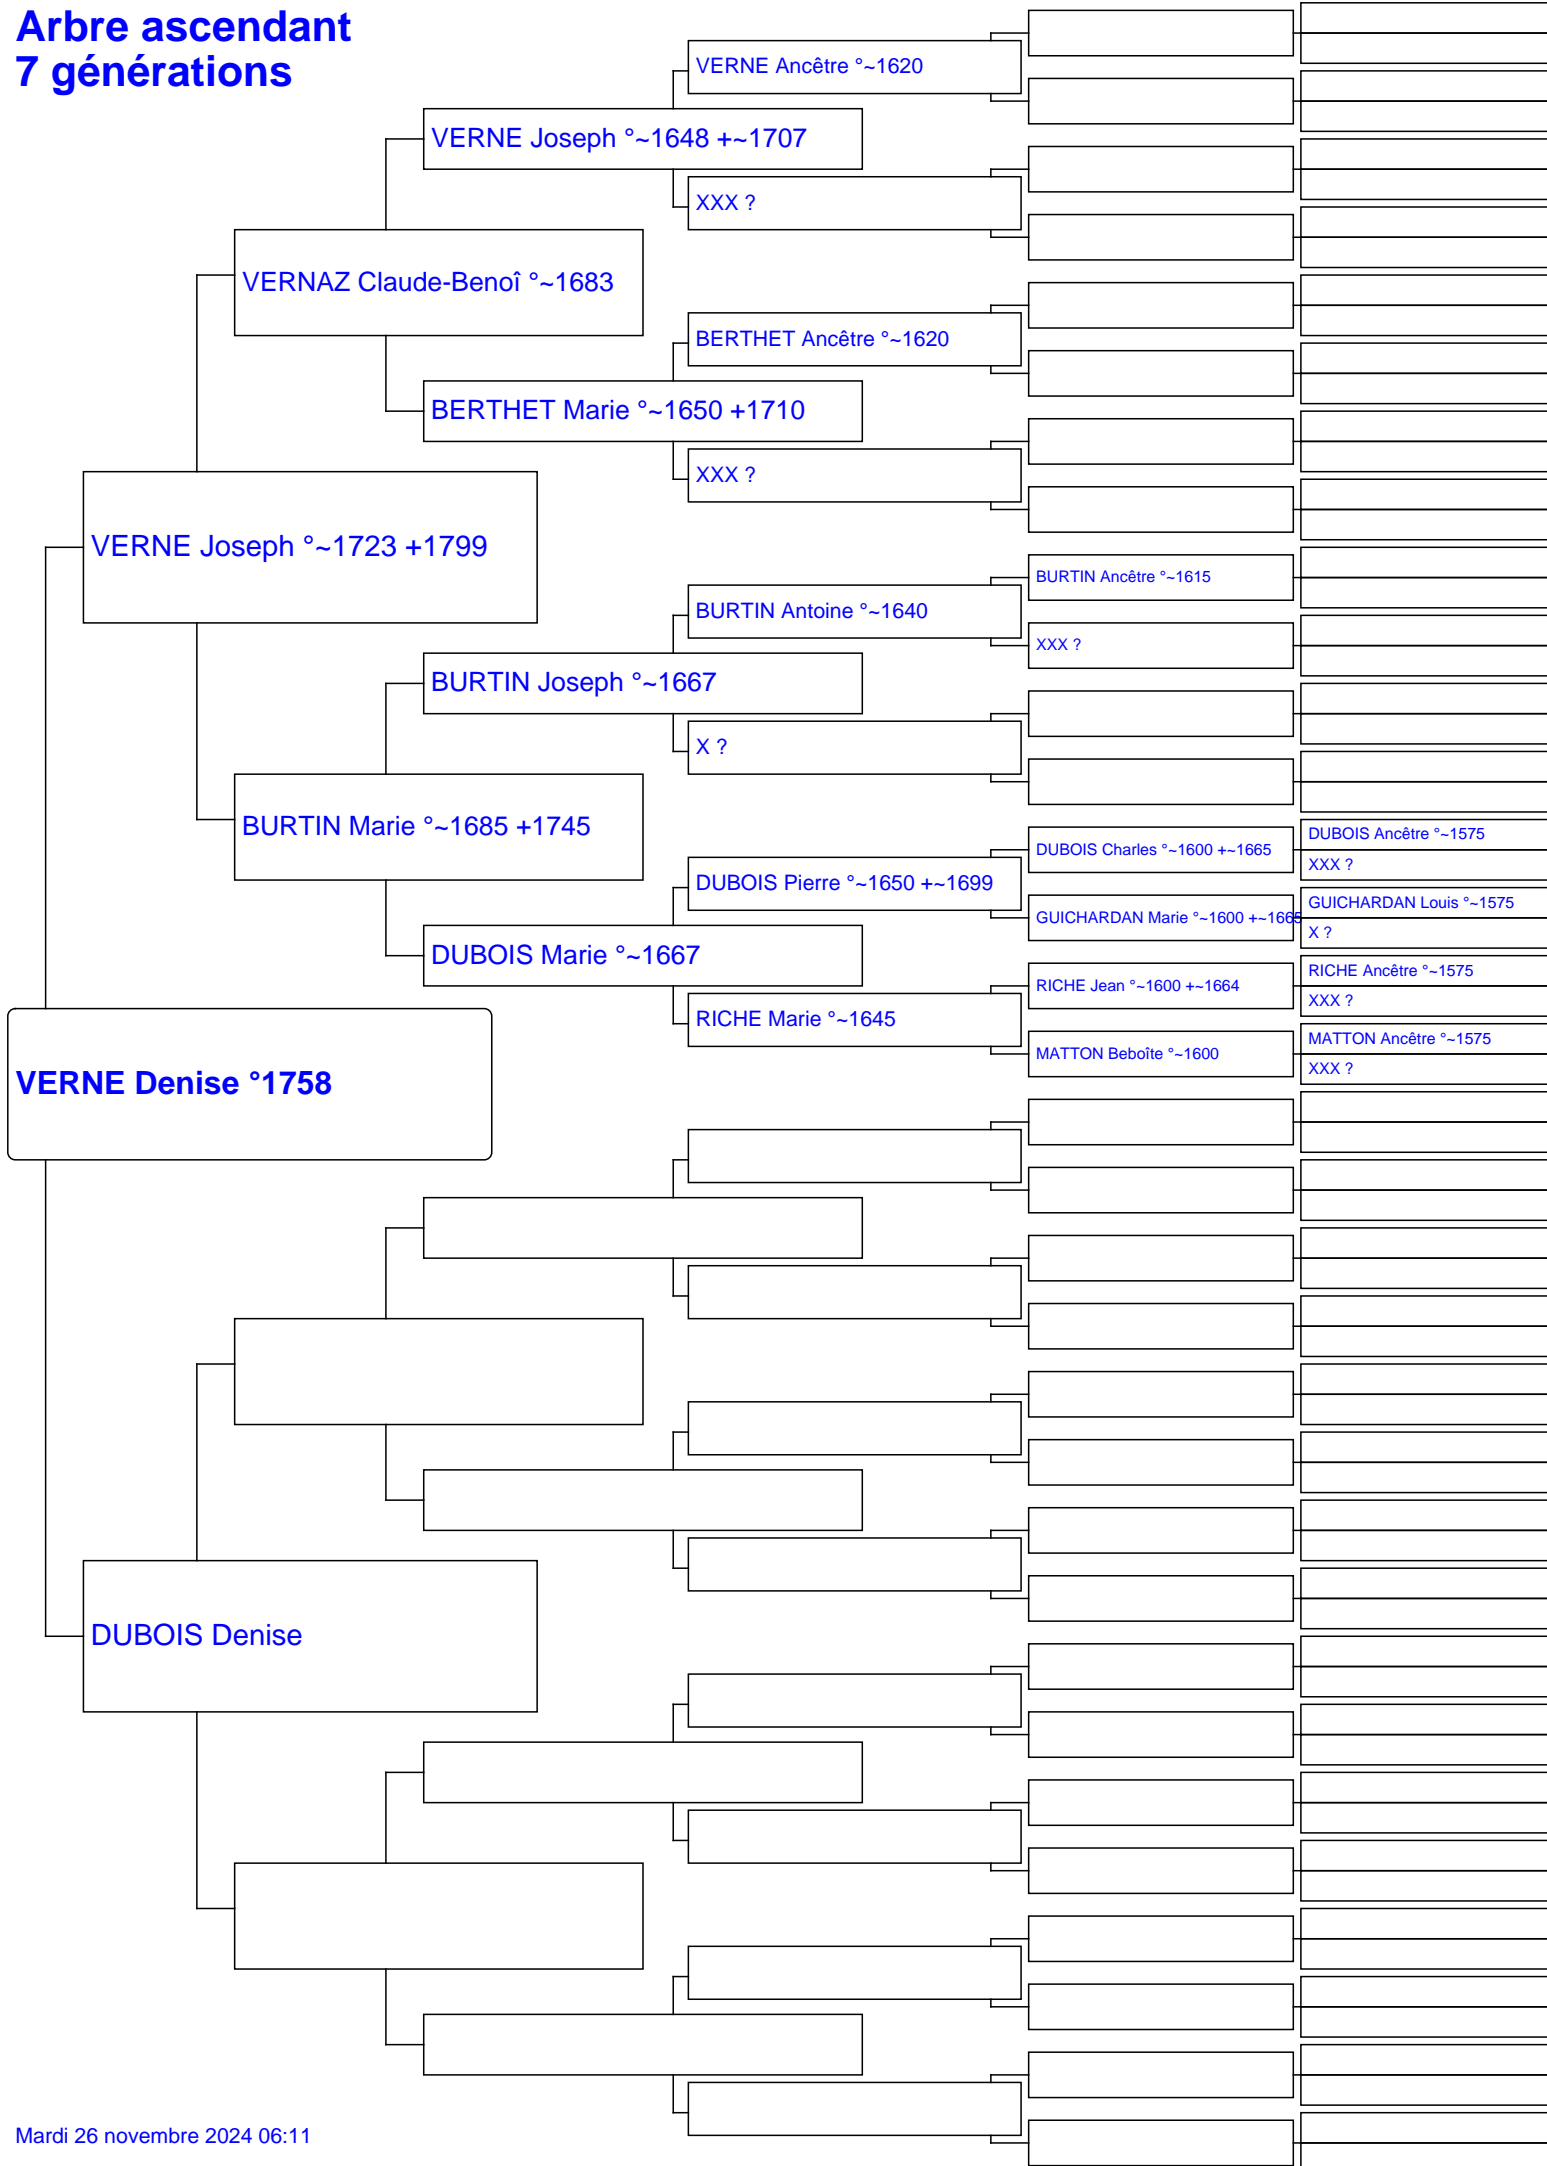 Arbre ascendant
7 générations
VERNE Ancêtre °~1620
VERNE Joseph °~1648 +~1707
XXX ?
VERNAZ Claude-Benoî °~1683
BERTHET Ancêtre °~1620
BERTHET Marie °~1650 +1710
XXX ?
VERNE Joseph °~1723 +1799
BURTIN Ancêtre °~1615
BURTIN Antoine °~1640
XXX ?
BURTIN Joseph °~1667
X ?
BURTIN Marie °~1685 +1745
DUBOIS Ancêtre °~1575
DUBOIS Charles °~1600 +~1665
XXX ?
DUBOIS Pierre °~1650 +~1699
GUICHARDAN Louis °~1575
GUICHARDAN Marie °~1600 +~1665
X ?
DUBOIS Marie °~1667
RICHE Ancêtre °~1575
RICHE Jean °~1600 +~1664
XXX ?
RICHE Marie °~1645
MATTON Ancêtre °~1575
MATTON Beboîte °~1600
XXX ?
VERNE Denise °1758
DUBOIS Denise
Mardi 26 novembre 2024 06:11